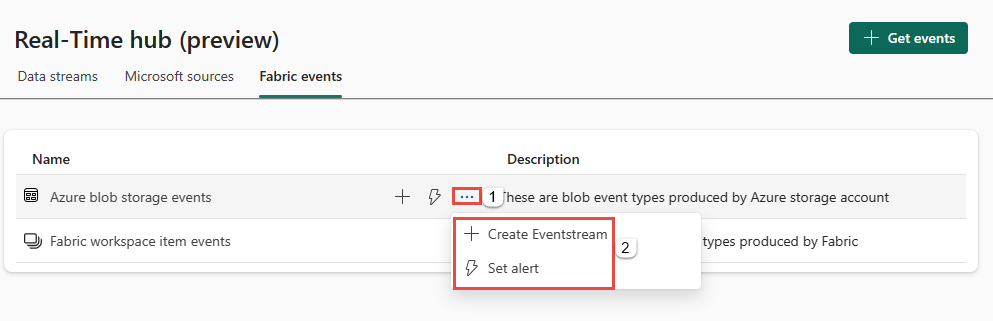 Real-Time hub (preview)
Get events
Data streams Microsoft sources Fabric events
Name Description
Azure blob storage events 1 These are blob event types produced by Azure storage account
Fabric workspace item events types produced by Fabric
Create Eventstream 2
Set alert